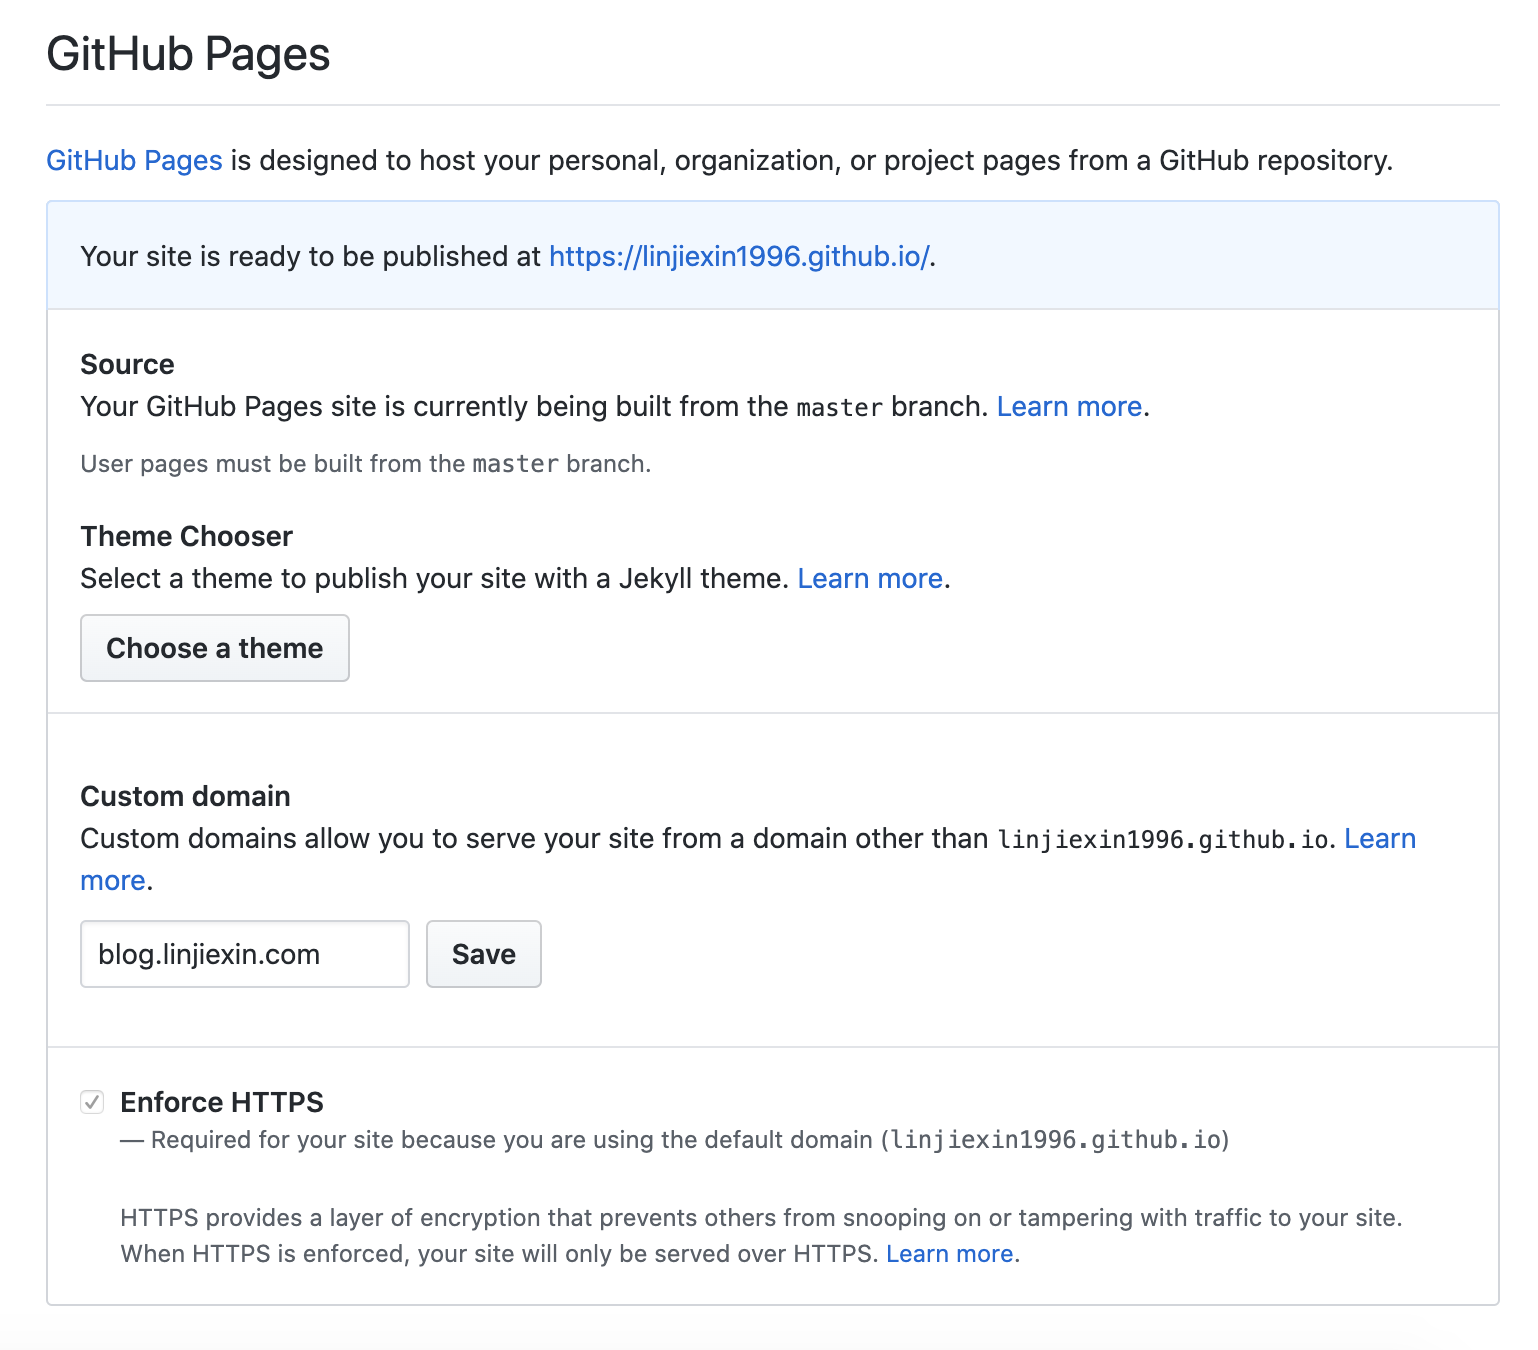 GitHub Pages
GitHub Pages is designed to host your personal, organization, or project pages from a GitHub repository.
Your site is ready to be published at https://linjiexin1996.github.io/.
Source
Your GitHub Pages site is currently being built from the master branch. Learn more.
User pages must be built from the master branch.
Theme Chooser
Select a theme to publish your site with a Jekyll theme. Learn more.
Choose a theme
Custom domain
Custom domains allow you to serve your site from a domain other than linjiexin1996.github.io. Learn
more.
blog.linjiexin.com Save
Enforce HTTPS
— Required for your site because you are using the default domain (linjiexin1996.github.io)
HTTPS provides a layer of encryption that prevents others from snooping on or tampering with traffic to your site.
When HTTPS is enforced, your site will only be served over HTTPS. Learn more.